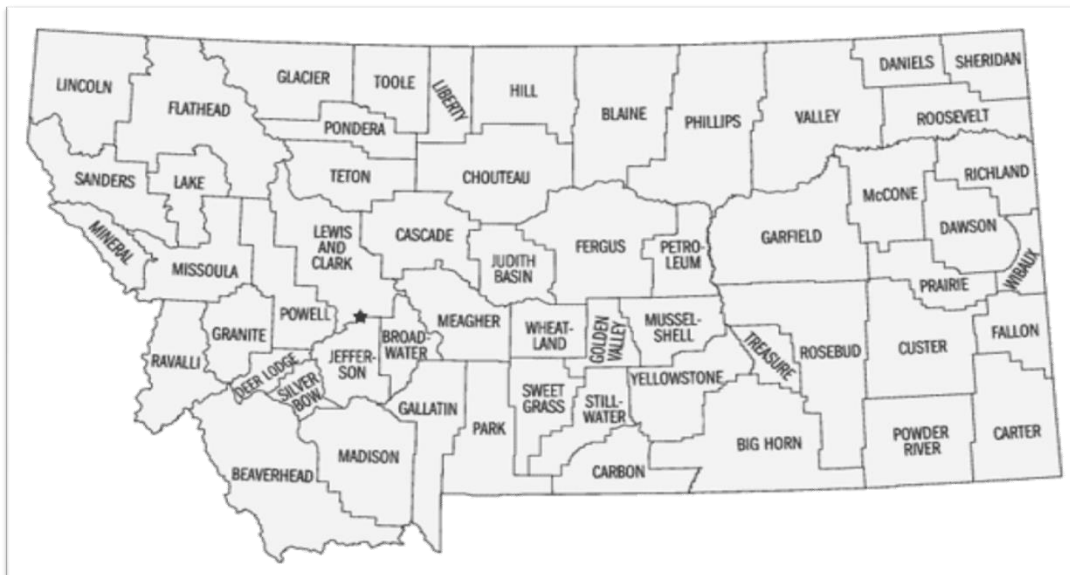 LINCOLN
FLATHEAD
GLACIER
TOOLE
LIBERTY
HILL
BLAINE
PHILLIPS
VALLEY
DANIELS
SHERIDAN
ROOSEVELT
PONDERA
TETON
CHOUTEAU
SANDERS
LAKE
McCONE
RICHLAND
DAWSON
WIBAUX
MINERAL
MISSOULA
LEWIS
AND
CLARK
CASCADE
JUDITH
BASIN
FERGUS
PETRO-
LEUM
GARFIELD
PRAIRIE
POWELL
GRANITE
RAVALLI
DEER LODGE
SILVER
BOW
JEFFER-
SON
BROAD-
WATER
MEAGHER
WHEAT-
LAND
GOLDEN
VALLEY
MUSSEL-
SHELL
TREASURE
ROSEBUD
CUSTER
FALLON
GALLATIN
PARK
SWEET
GRASS
STILL-
WATER
YELLOWSTONE
BIG HORN
POWDER
RIVER
CARTER
BEAVERHEAD
MADISON
CARBON